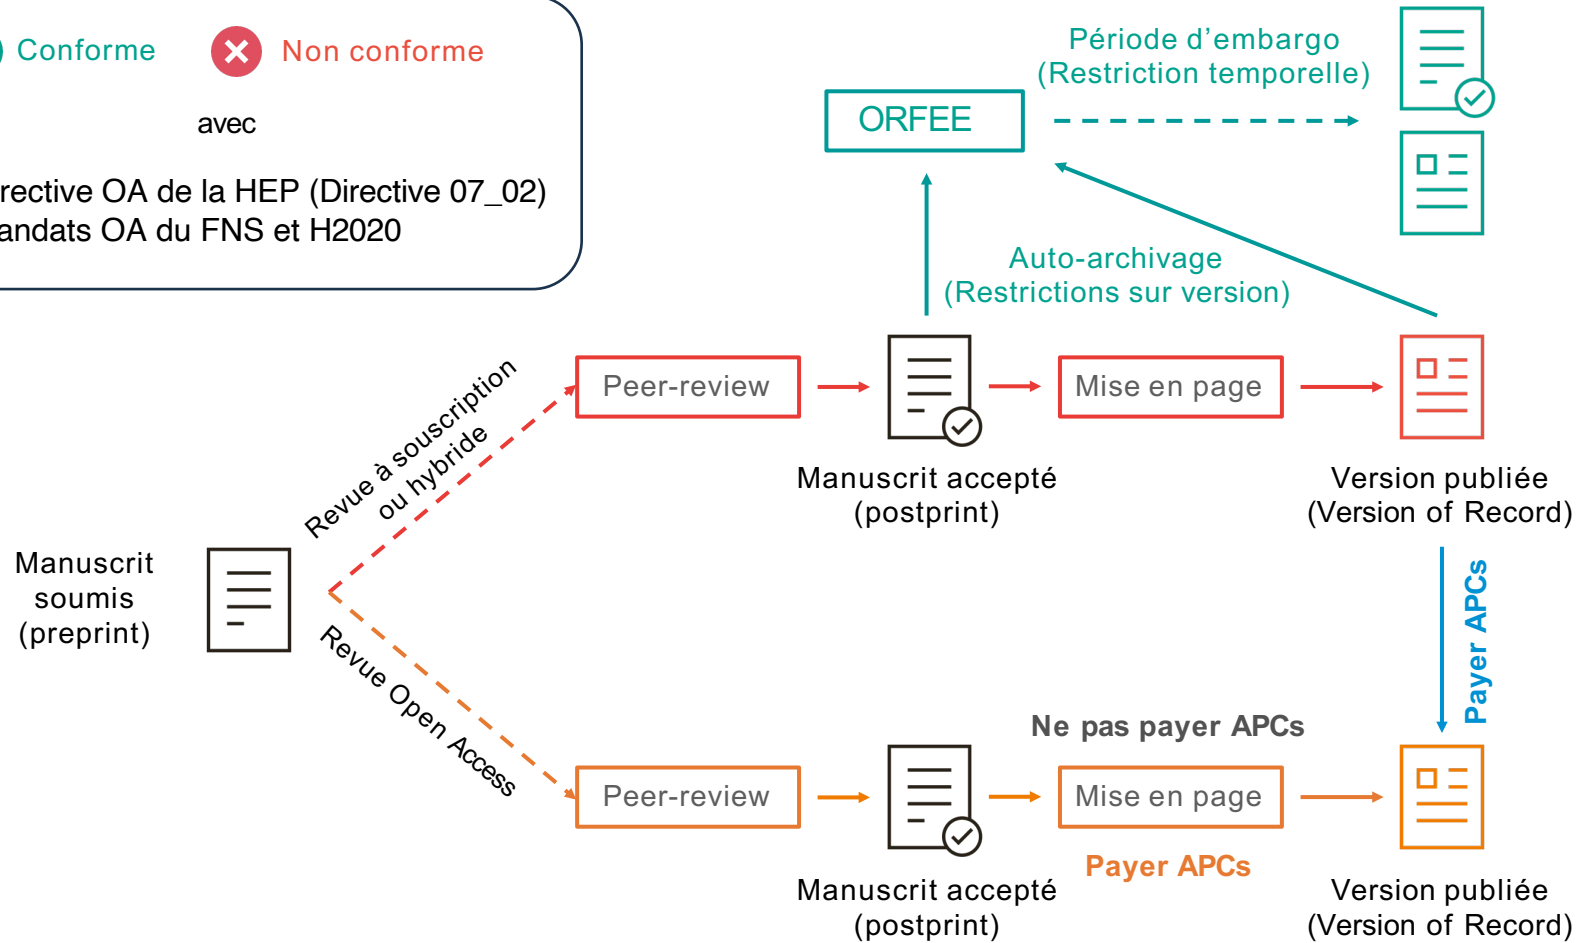 Conforme
Non conforme
avec
rective OA de la HEP (Directive 07_02)
andats OA du FNS et H2020
Période d’embargo
(Restriction temporelle)
ORFEE
Auto-archivage
(Restrictions sur version)
Revue à souscription
ou hybride
Peer-review
Mise en page
Manuscrit accepté
(postprint)
Version publiée
(Version of Record)
Manuscrit
soumis
(preprint)
Revue Open Access
Payer APCs
Ne pas payer APCs
Peer-review
Mise en page
Payer APCs
Manuscrit accepté
(postprint)
Version publiée
(Version of Record)